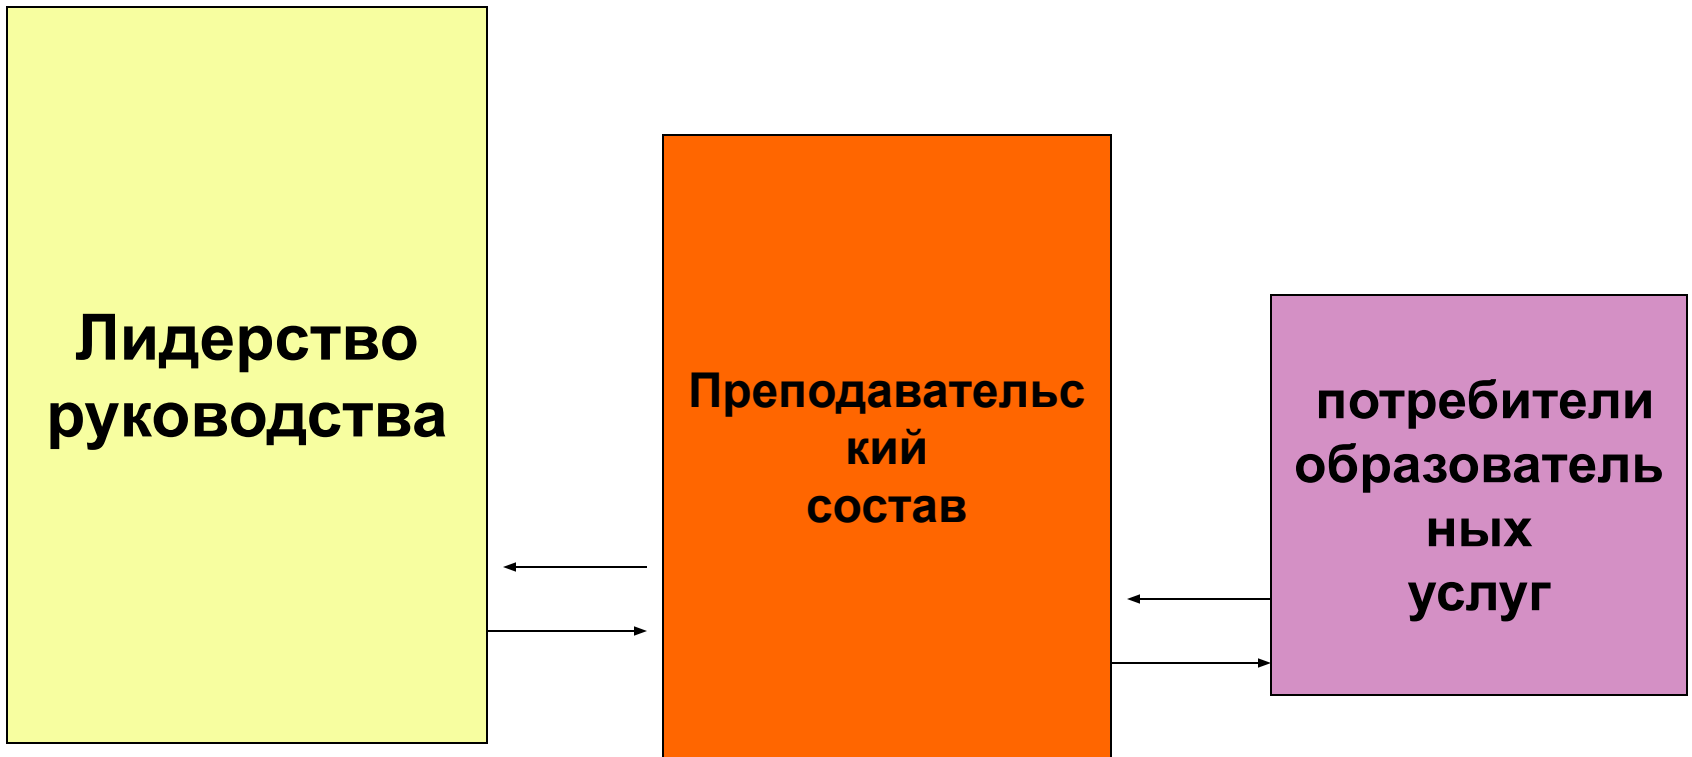 Лидерство
руководства
Преподавательс
кий
состав
потребители
образователь
ных
услуг